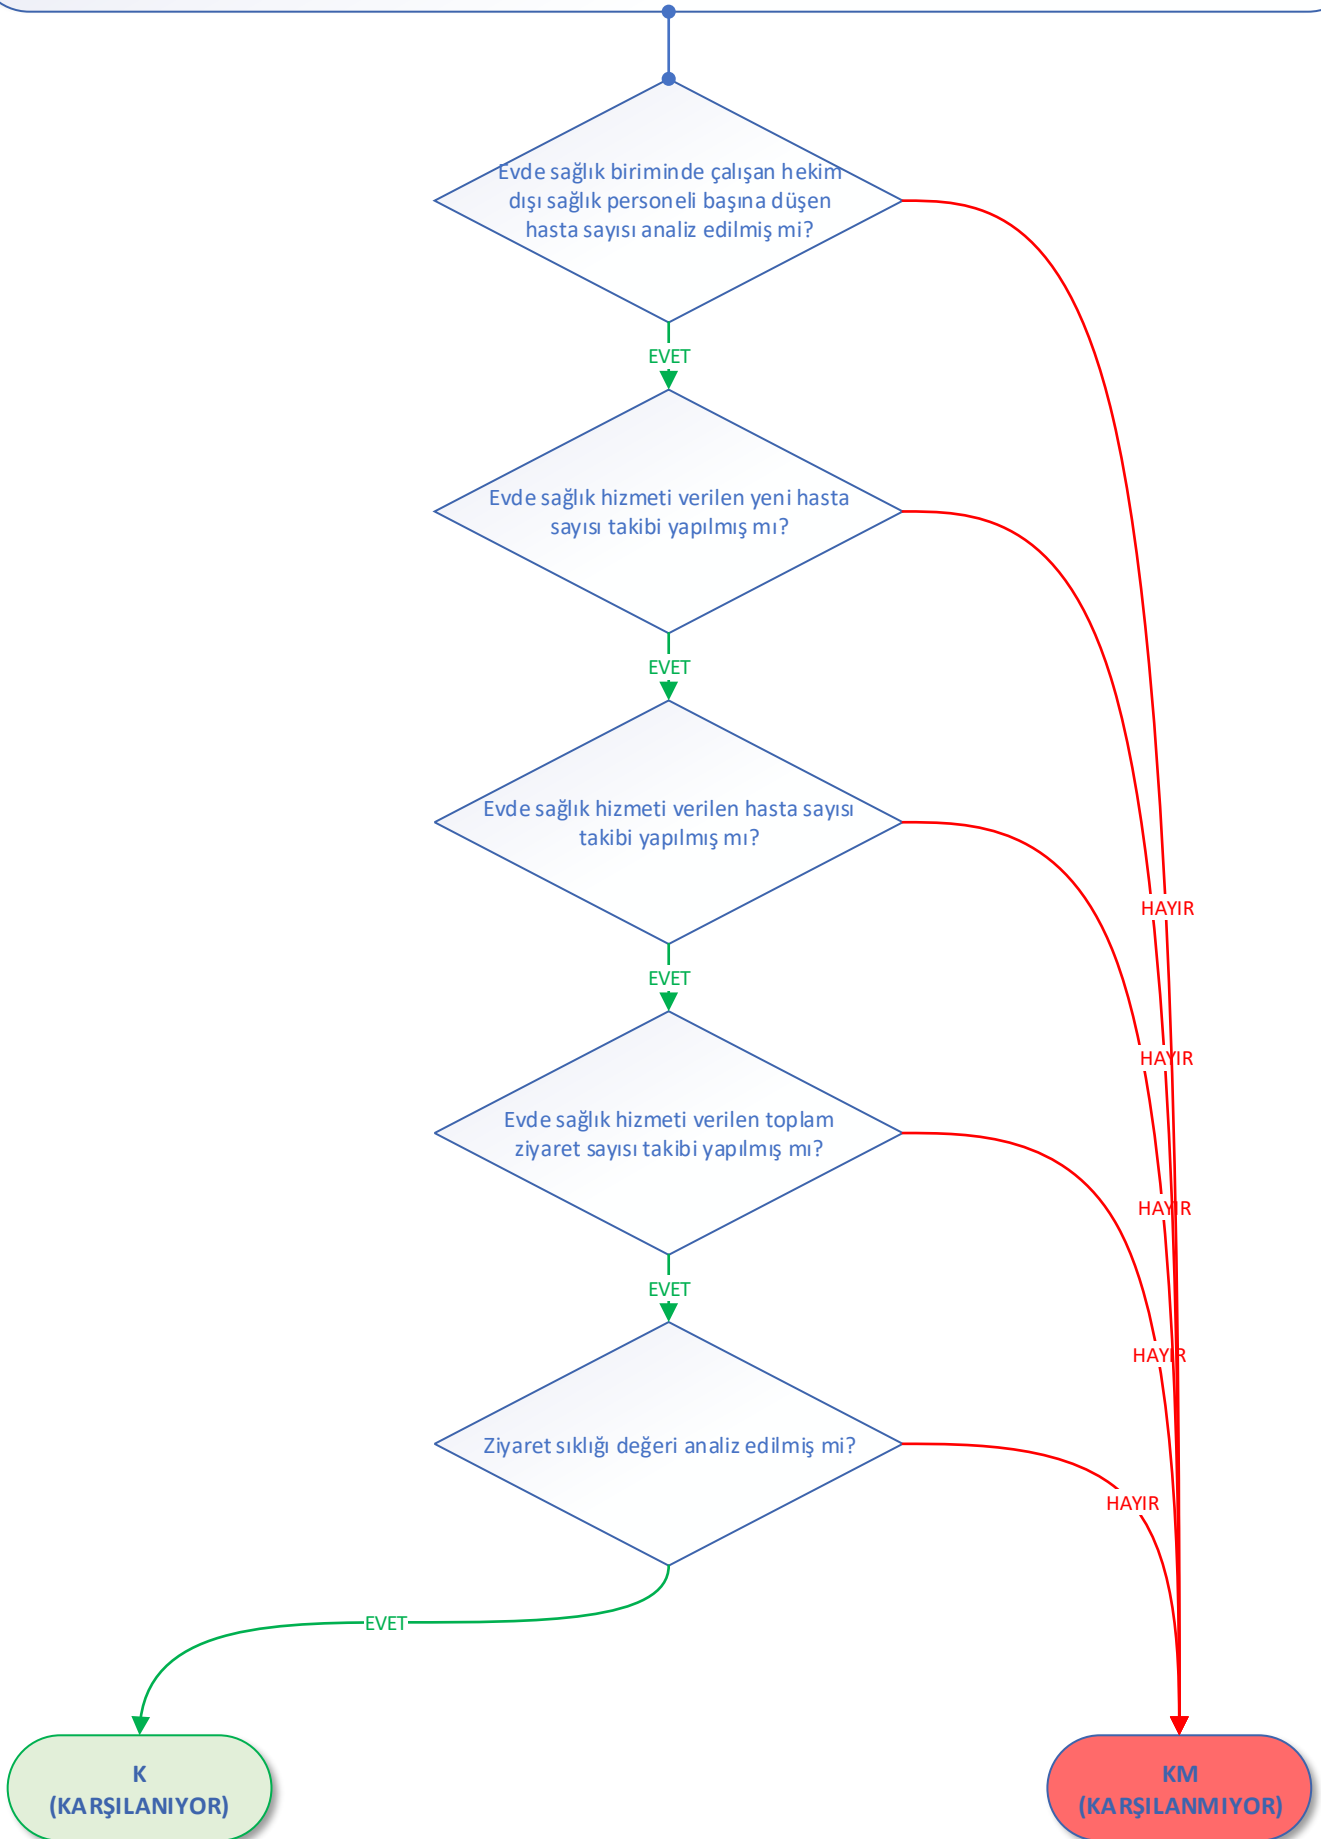 Evde sağlık biriminde çalışan hekim
dışı sağlık personeli başına düşen
hasta sayısı analiz edilmiş mi?
EVET
Evde sağlık hizmeti verilen yeni hasta
sayısı takibi yapılmış mı?
EVET
Evde sağlık hizmeti verilen hasta sayısı
takibi yapılmış mı?
HAYIR
EVET
HAYIR
Evde sağlık hizmeti verilen toplam
ziyaret sayısı takibi yapılmış mı?
HAYIR
EVET
HAYIR
Ziyaret sıklığı değeri analiz edilmiş mi?
HAYIR
EVET
K
(KARŞILANIYOR)
KM
(KARŞILANMIYOR)